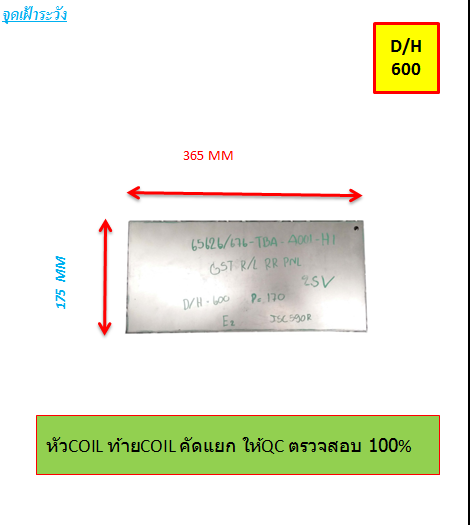 จุดเฝ้าระวัง
D/H
600
365 MM
175 MM
65626/676-TBA-A001-H1
GST R/L RR PNL
2SV
D/H-600 P=170
E2 JSC590R
หัวCOIL ท้ายCOIL คัดแยก ให้QC ตรวจสอบ 100%